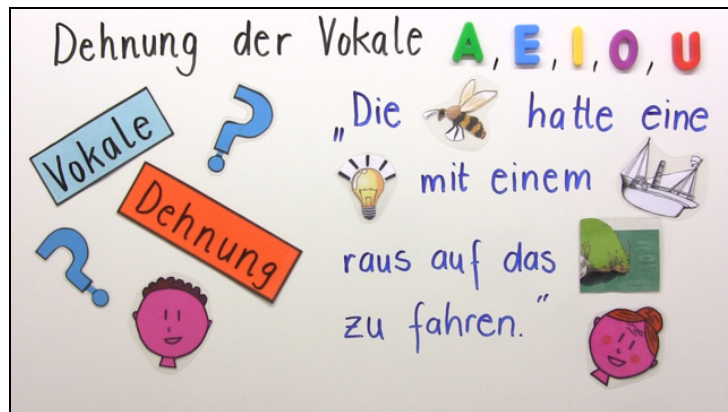 Dehnung der Vokale A, E, I, O, U
Vokale
?
Dehnung
?
„Die hatte eine
mit einem
raus auf das
zu fahren.“